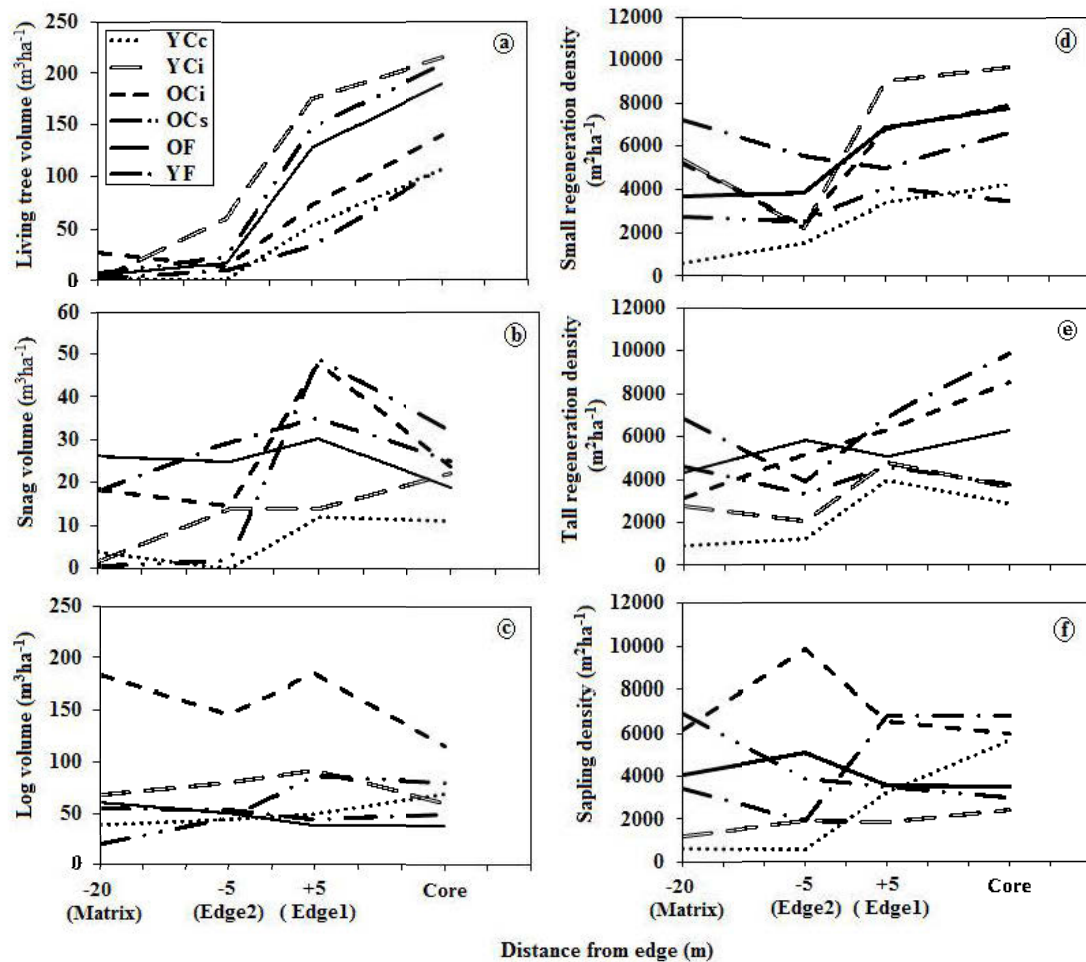 Living tree volume (m³ha⁻¹)
250
200
150
100
50
0
YCc
YCi
OCi
OCs
OF
YF
a
Snag volume (m³ha⁻¹)
60
50
40
30
20
10
0
b
Log volume (m³ha⁻¹)
250
200
150
100
50
0
c
-20 -5 +5 Core
(Matrix) (Edge2) ( Edge1)
Small regeneration density
(m²ha⁻¹)
12000
10000
8000
6000
4000
2000
0
d
Tall regeneration density
(m²ha⁻¹)
12000
10000
8000
6000
4000
2000
0
e
Sapling density (m²ha⁻¹)
12000
10000
8000
6000
4000
2000
0
f
-20 -5 +5 Core
(Matrix) (Edge2) ( Edge1)
Distance from edge (m)